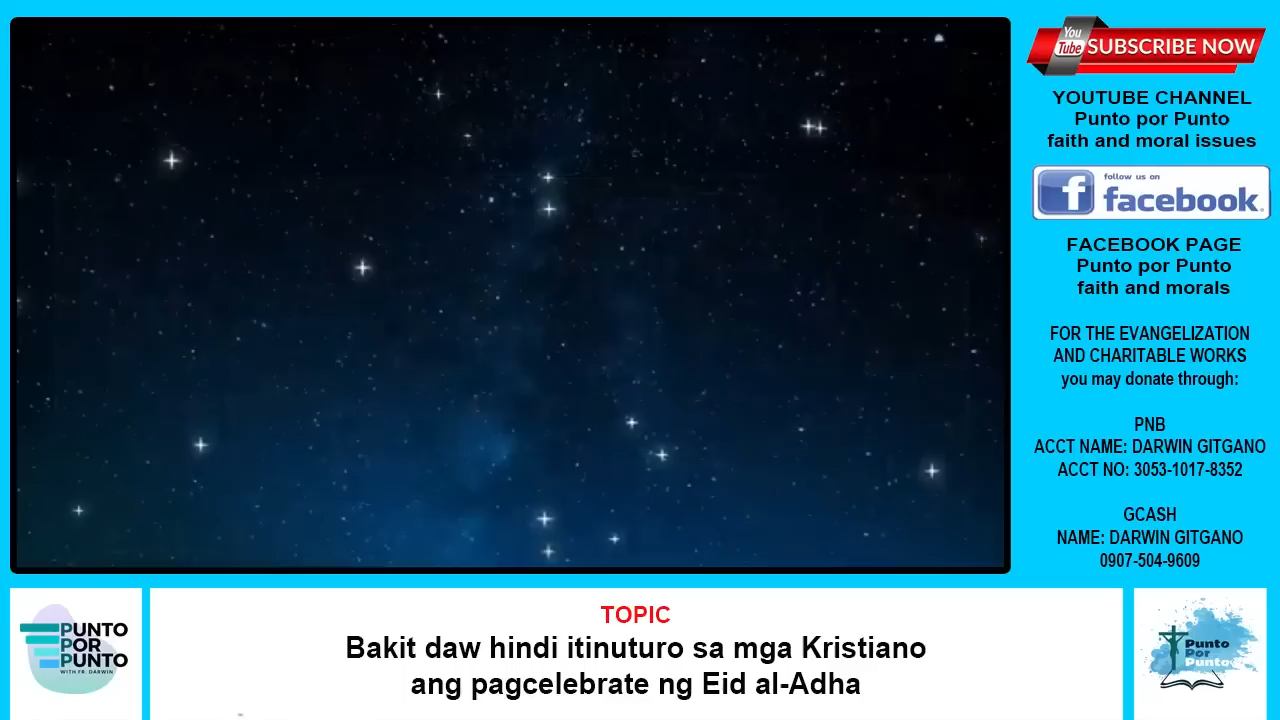 You
Tube
SUBSCRIBE NOW
YOUTUBE CHANNEL
Punto por Punto
faith and moral issues
follow us on
facebook.
FACEBOOK PAGE
Punto por Punto
faith and morals
FOR THE EVANGELIZATION
AND CHARITABLE WORKS
you may donate through:
PNB
ACCT NAME: DARWIN GITGANO
ACCT NO: 3053-1017-8352
GCASH
NAME: DARWIN GITGANO
0907-504-9609
PUNTO
POR
PUNTO
WITH FR. DARWIN
TOPIC
Bakit daw hindi itinuturo sa mga Kristiano
ang pagcelebrate ng Eid al-Adha
Punto
Por
Punto